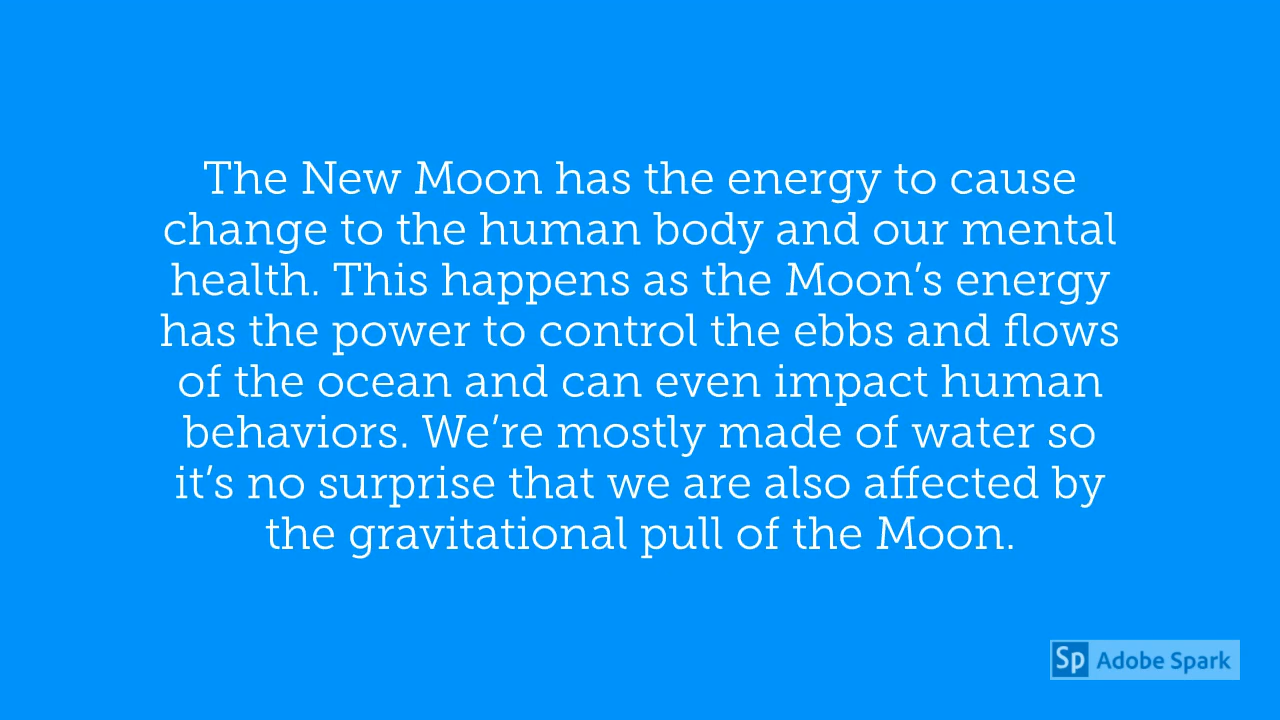 The New Moon has the energy to cause
change to the human body and our mental
health. This happens as the Moon’s energy
has the power to control the ebbs and flows
of the ocean and can even impact human
behaviors. We’re mostly made of water so
it’s no surprise that we are also affected by
the gravitational pull of the Moon.
Sp Adobe Spark